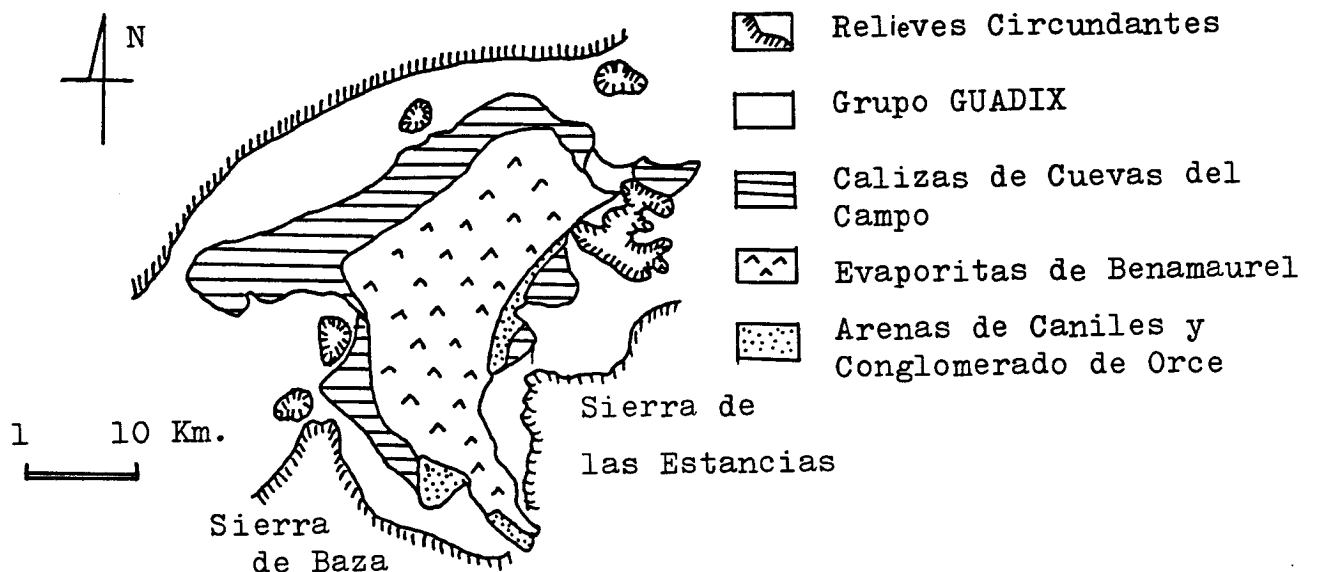 N
Relieves Circundantes
Grupo GUADIX
Calizas de Cuevas del
Campo
Evaporitas de Benamaurel
Arenas de Caniles y
Conglomerado de Orce
1 10 Km.
Sierra de
las Estancias
Sierra
de Baza